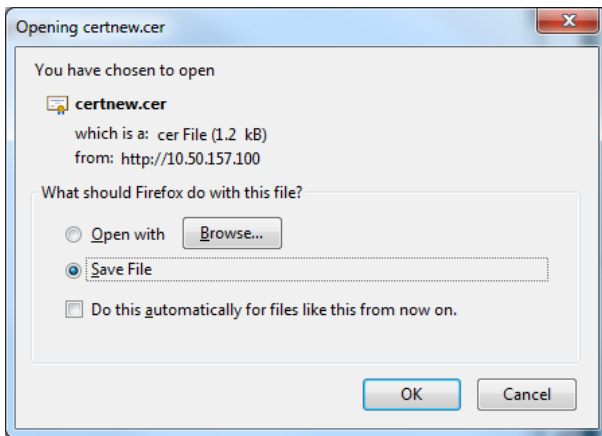 Opening certnew.cer
You have chosen to open
certnew.cer
which is a: cer File (1.2 kB)
from: http://10.50.157.100
What should Firefox do with this file?
Open with Browse...
Save File
Do this automatically for files like this from now on.
OK Cancel